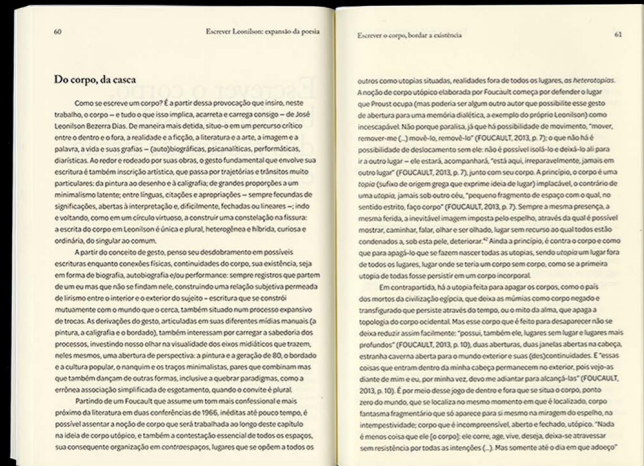 60
Escrever Leonilson: expansão da poesia
Do corpo, da casca
Como se escreve um corpo? É a partir dessa provocação que insiro, neste
trabalho, o corpo – e tudo o que isso implica, acarreta e carrega consigo – de José
Leonilson Bezerra Dias. De maneira mais detida, situo-o em um percurso crítico
entre o dentro e o fora, a realidade e a ficção, a literatura e a arte, a imagem e a
palavra, a vida e suas grafias – (auto)biográficas, psicanalíticas, performáticas,
diarísticas. Ao redor e rodeado por suas obras, o gesto fundamental que envolve sua
escritura é também inscrição artística, que passa por trajetórias e trânsitos muito
particulares: da pintura ao desenho e à caligrafia; de grandes proporções a um
minimalismo latente; entre línguas, citações e apropriações – sempre fecundas de
significações, abertas à interpretação e, dificilmente, fechadas ou lineares –; indo
e voltando, como em um círculo virtuoso, a construir uma constelação na fissura:
a escrita do corpo em Leonilson é única e plural, heterogênea e híbrida, curiosa e
ordinária, do singular ao comum.
A partir do conceito de gesto, penso seu desdobramento em possíveis
escrituras enquanto conexões físicas, continuidades do corpo, sua existência, seja
em forma de biografia, autobiografia e/ou performance: sempre registros que partem
de um eu mas que não se findam nele, construindo uma relação subjetiva permeada
de lirismo entre o interior e o exterior do sujeito – escritura que se constrói
mutuamente com o mundo que o cerca, também situado num processo expansivo
de trocas. As derivações do gesto, articuladas em suas diferentes mídias manuais (a
pintura, a caligrafia e o bordado), também interessam por carregar a sabedoria dos
processos, investindo nosso olhar na visualidade dos eixos midiáticos que trazem,
neles mesmos, uma abertura de perspectiva: a pintura e a geração de 80, o bordado
e a cultura popular, o nanquim e os traços minimalistas, pares que combinam mas
que também dançam de outras formas, inclusive a quebrar paradigmas, como a
errônea associação simplificada de esgotamento, quando o convite é plural.
Partindo de um Foucault que assume um tom mais confessional e mais
próximo da literatura em duas conferências de 1966, inéditas até pouco tempo, é
possível assentar a noção de corpo que será trabalhada ao longo deste capítulo
na ideia de corpo utópico, e também a contestação essencial de todos os espaços,
sua consequente organização em contraespaços, lugares que se opõem a todos os
Escrever o corpo, bordar a existência
61
outros como utopias situadas, realidades fora de todos os lugares, as heterotopias.
A noção de corpo utópico elaborada por Foucault começa por defender o lugar
que Proust ocupa (mas poderia ser algum outro autor que possibilite esse gesto
de abertura para uma memória dialética, a exemplo do próprio Leonilson) como
incescapável. Não porque paralisa, já que há possibilidade de movimento, “mover,
remover-me (...) movê-lo, removê-lo” (FOUCAULT, 2013, p. 7); o que não há é
possibilidade de deslocamento sem ele: não é possível isolá-lo e deixá-lo ali para
ir a outro lugar – ele estará, acompanhará, “está aqui, irreparavelmente, jamais em
outro lugar” (FOUCAULT, 2013, p. 7), junto com seu corpo. A princípio, o corpo é uma
topia (sufixo de origem grega que exprime ideia de lugar) implacável, o contrário de
uma utopia, jamais sob outro céu, “pequeno fragmento de espaço com o qual, no
sentido estrito, faço corpo” (FOUCAULT, 2013, p. 7). Sempre a mesma presença, a
mesma ferida, a inevitável imagem imposta pelo espelho, através da qual é possível
mostrar, caminhar, falar, olhar e ser olhado, lugar sem recurso ao qual todos estão
condenados a, sob esta pele, deteriorar.⁴² Ainda a princípio, é contra o corpo e como
que para apagá-lo que se fazem nascer todas as utopias, sendo utopia um lugar fora
de todos os lugares, lugar onde se teria um corpo sem corpo, como se a primeira
utopia de todas fosse persistir em um corpo incorporal.
Em contrapartida, há a utopia feita para apagar os corpos, como o país
dos mortos da civilização egípcia, que deixa as múmias como corpo negado e
transfigurado que persiste através do tempo, ou o mito da alma, que apaga a
topologia do corpo ocidental. Mas esse corpo que é feito para desaparecer não se
deixa reduzir assim facilmente: “possui, também ele, lugares sem lugar e lugares mais
profundos” (FOUCAULT, 2013, p. 10), duas aberturas, duas janelas abertas na cabeça,
estranha caverna aberta para o mundo exterior e suas (des)continuidades. E “essas
coisas que entram dentro da minha cabeça permanecem no exterior, pois vejo-as
diante de mim e eu, por minha vez, devo me adiantar para alcançá-las” (FOUCAULT,
2013, p. 10). É por meio desse jogo de dentro e fora que se situa o corpo, ponto
zero do mundo, que se localiza no mesmo momento em que é localizado, corpo
fantasma fragmentário que só aparece para si mesmo na miragem do espelho, na
intempestividade; corpo que é incompreensível, aberto e fechado, utópico. “Nada
é menos coisa que ele [o corpo]: ele corre, age, vive, deseja, deixa-se atravessar
sem resistência por todas as intenções (...). Mas somente até o dia em que adoeço”